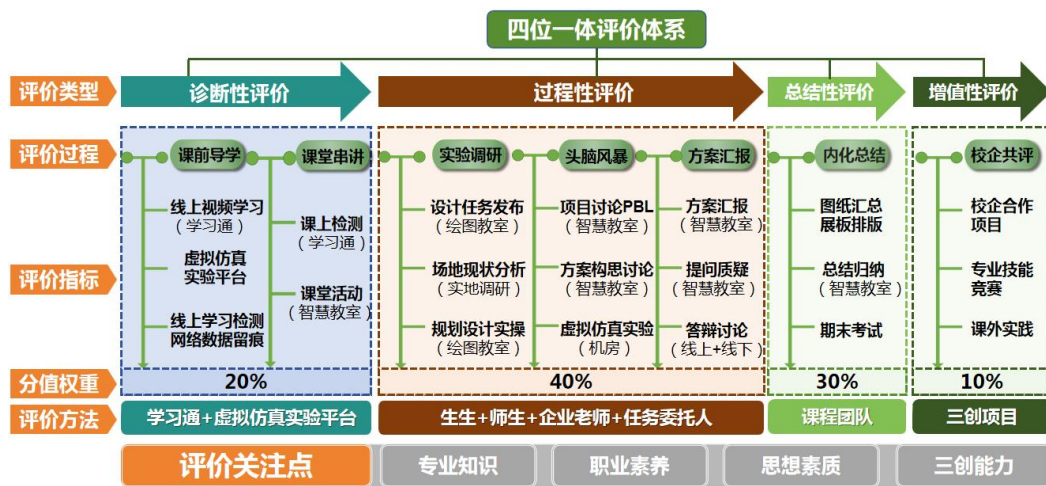 四位一体评价体系
评价类型
诊断性评价
过程性评价
总结性评价
增值性评价
评价过程
课前导学
课堂串讲
实验调研
头脑风暴
方案汇报
内化总结
校企共评
评价指标
线上视频学习
（学习通）
虚拟仿真
实验平台
线上学习检测
网络数据留痕
课上检测
（学习通）
课堂活动
（智慧教室）
设计任务发布
（绘图教室）
场地现状分析
（实地调研）
规划设计实操
（绘图教室）
项目讨论PBL
（智慧教室）
方案构思讨论
（智慧教室）
虚拟仿真实验
（机房）
方案汇报
（智慧教室）
提问质疑
（智慧教室）
答辩讨论
（线上+线下）
图纸汇总
展板排版
总结归纳
（智慧教室）
期末考试
校企合作
项目
专业技能
竞赛
课外实践
分值权重
20%
40%
30%
10%
评价方法
学习通+虚拟仿真实验平台
生生+师生+企业老师+任务委托人
课程团队
三创项目
评价关注点
专业知识
职业素养
思想素质
三创能力